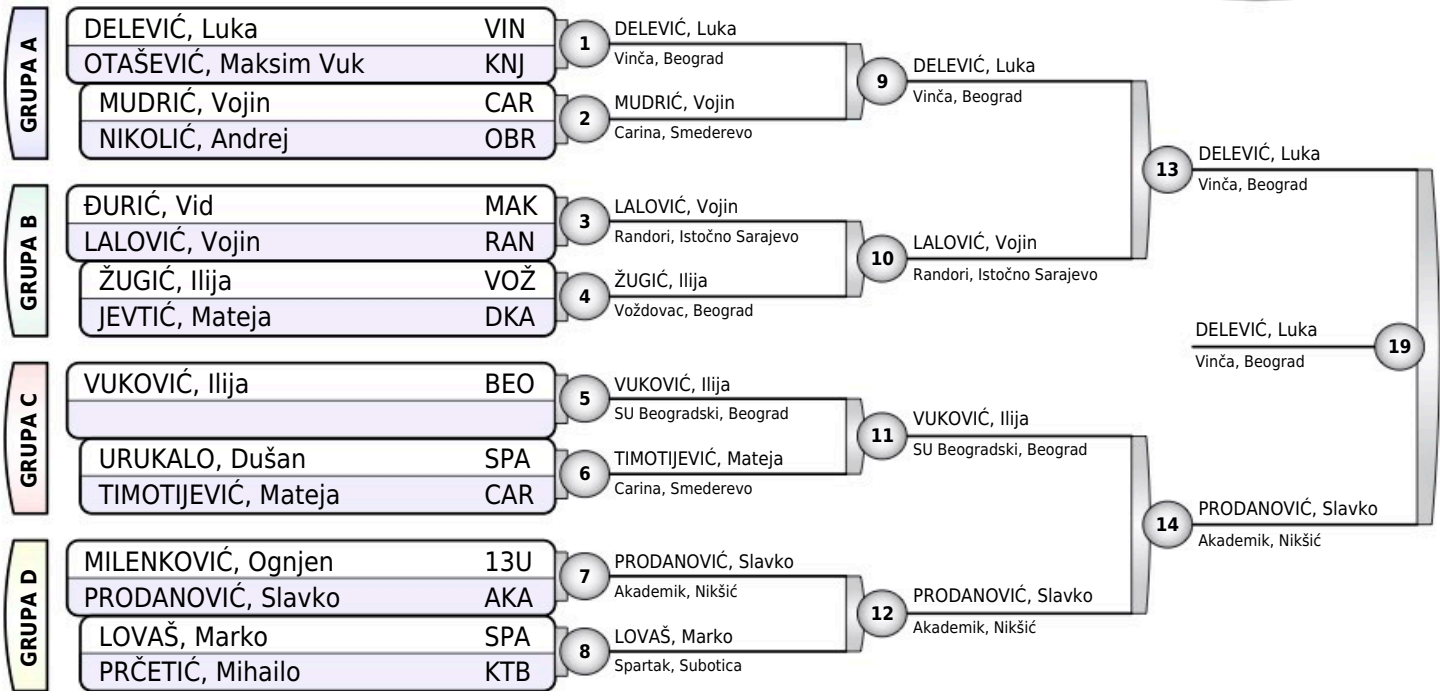 GRUPA A
DELEVIĆ, Luka VIN
OTAŠEVIĆ, Maksim Vuk KNJ
MUDRIĆ, Vojin CAR
NIKOLIĆ, Andrej OBR
GRUPA B
ĐURIĆ, Vid MAK
LALOVIĆ, Vojin RAN
ŽUGIĆ, Ilija VOŽ
JEVTIĆ, Mateja DKA
GRUPA C
VUKOVIĆ, Ilija BEO
URUKALO, Dušan SPA
TIMOTIJEVIĆ, Mateja CAR
GRUPA D
MILENKOVIĆ, Ognjen 13U
PRODANOVIĆ, Slavko AKA
LOVAŠ, Marko SPA
PRČETIĆ, Mihailo KTB
1
DELEVIĆ, Luka
Vinča, Beograd
2
MUDRIĆ, Vojin
Carina, Smederevo
3
LALOVIĆ, Vojin
Randori, Istočno Sarajevo
4
ŽUGIĆ, Ilija
Voždovac, Beograd
5
VUKOVIĆ, Ilija
SU Beogradski, Beograd
6
TIMOTIJEVIĆ, Mateja
Carina, Smederevo
7
PRODANOVIĆ, Slavko
Akademik, Nikšić
8
LOVAŠ, Marko
Spartak, Subotica
9
DELEVIĆ, Luka
Vinča, Beograd
10
LALOVIĆ, Vojin
Randori, Istočno Sarajevo
11
VUKOVIĆ, Ilija
SU Beogradski, Beograd
12
PRODANOVIĆ, Slavko
Akademik, Nikšić
13
DELEVIĆ, Luka
Vinča, Beograd
14
PRODANOVIĆ, Slavko
Akademik, Nikšić
DELEVIĆ, Luka
Vinča, Beograd
19